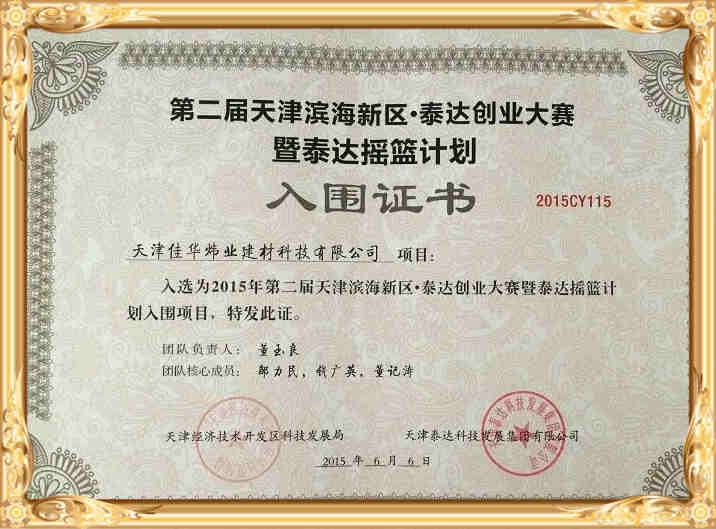 第二届天津滨海新区·泰达创业大赛
暨泰达摇篮计划
入围证书
2015CY115
天津佳华炜业建材科技有限公司 项目：
入选为2015年第二届天津滨海新区·泰达创业大赛暨泰达摇篮计
划入围项目，特发此证。
团队负责人： 董玉良
团队核心成员： 邹力民，钱广英，董记涛
天津经济技术开发区科技发展局 天津泰达科技发展集团有限公司
2015 年 6 月 6 日